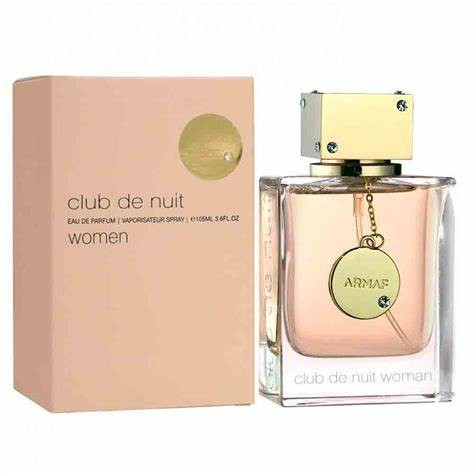 club de nuit
EAU DE PARFUM | VAPORISATEUR SPRAY | ℮105ML 3.6FL.OZ
women
ARMAF
club de nuit woman